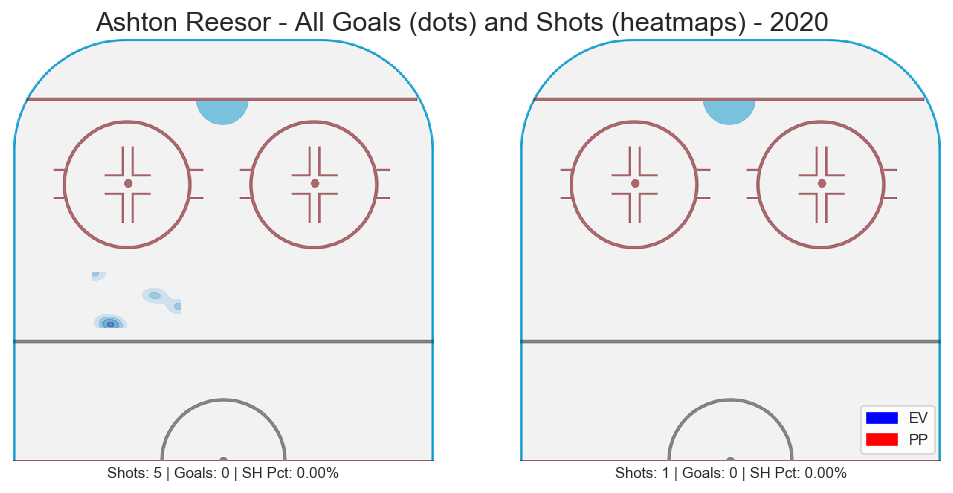 Ashton Reesor - All Goals (dots) and Shots (heatmaps) - 2020
EV
PP
Shots: 5 | Goals: 0 | SH Pct: 0.00%
Shots: 1 | Goals: 0 | SH Pct: 0.00%